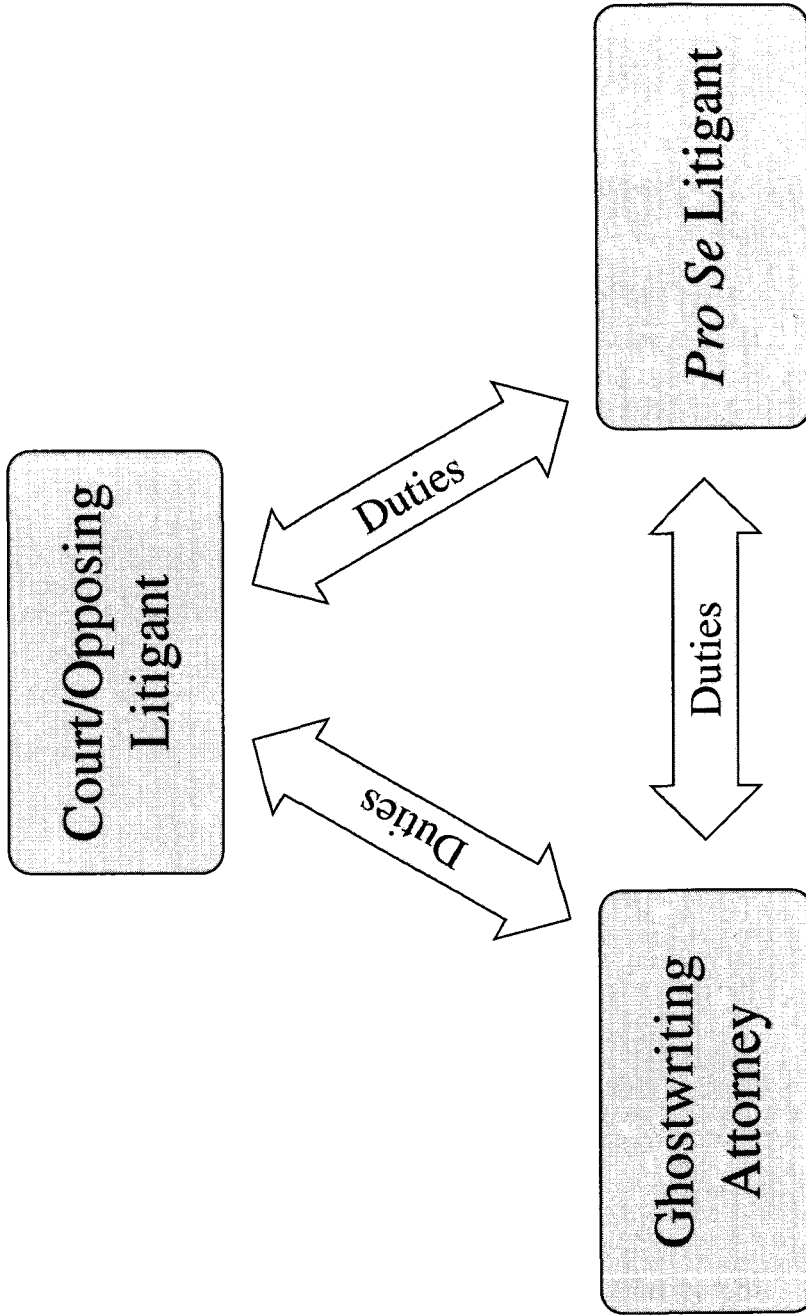 Court/Opposing
Litigant
Duties
Duties
Ghostwriting
Attorney
Duties
Pro Se Litigant